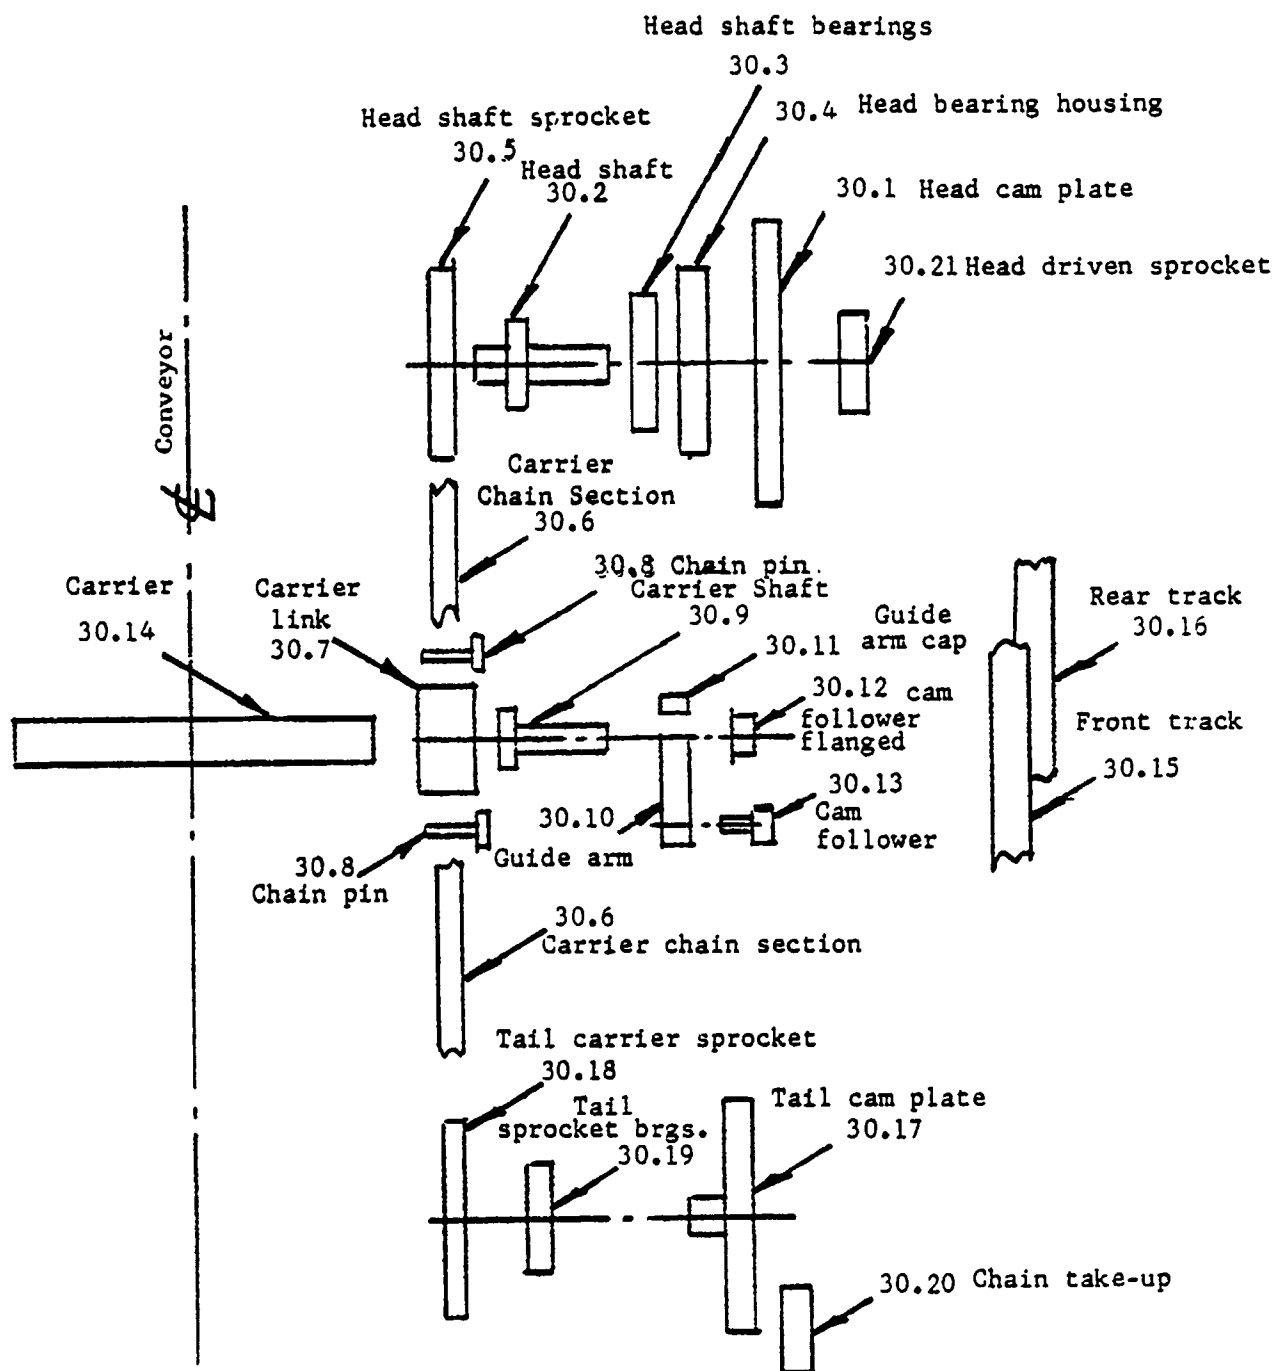 Head shaft bearings
30.3
30.4 Head bearing housing
Head shaft sprocket
30.5
Head shaft
30.2
30.1 Head cam plate
30.21 Head driven sprocket
Conveyor
℄
Carrier
Chain Section
30.6
30.8 Chain pin.
Carrier Shaft
30.9
Carrier
30.14
Carrier
link
30.7
Guide
arm cap
30.11
Rear track
30.16
30.12 cam
follower
flanged
Front track
30.15
30.13
Cam
follower
30.10
Guide arm
30.8
Chain pin
30.6
Carrier chain section
Tail carrier sprocket
30.18
Tail
sprocket brgs.
30.19
Tail cam plate
30.17
30.20 Chain take-up